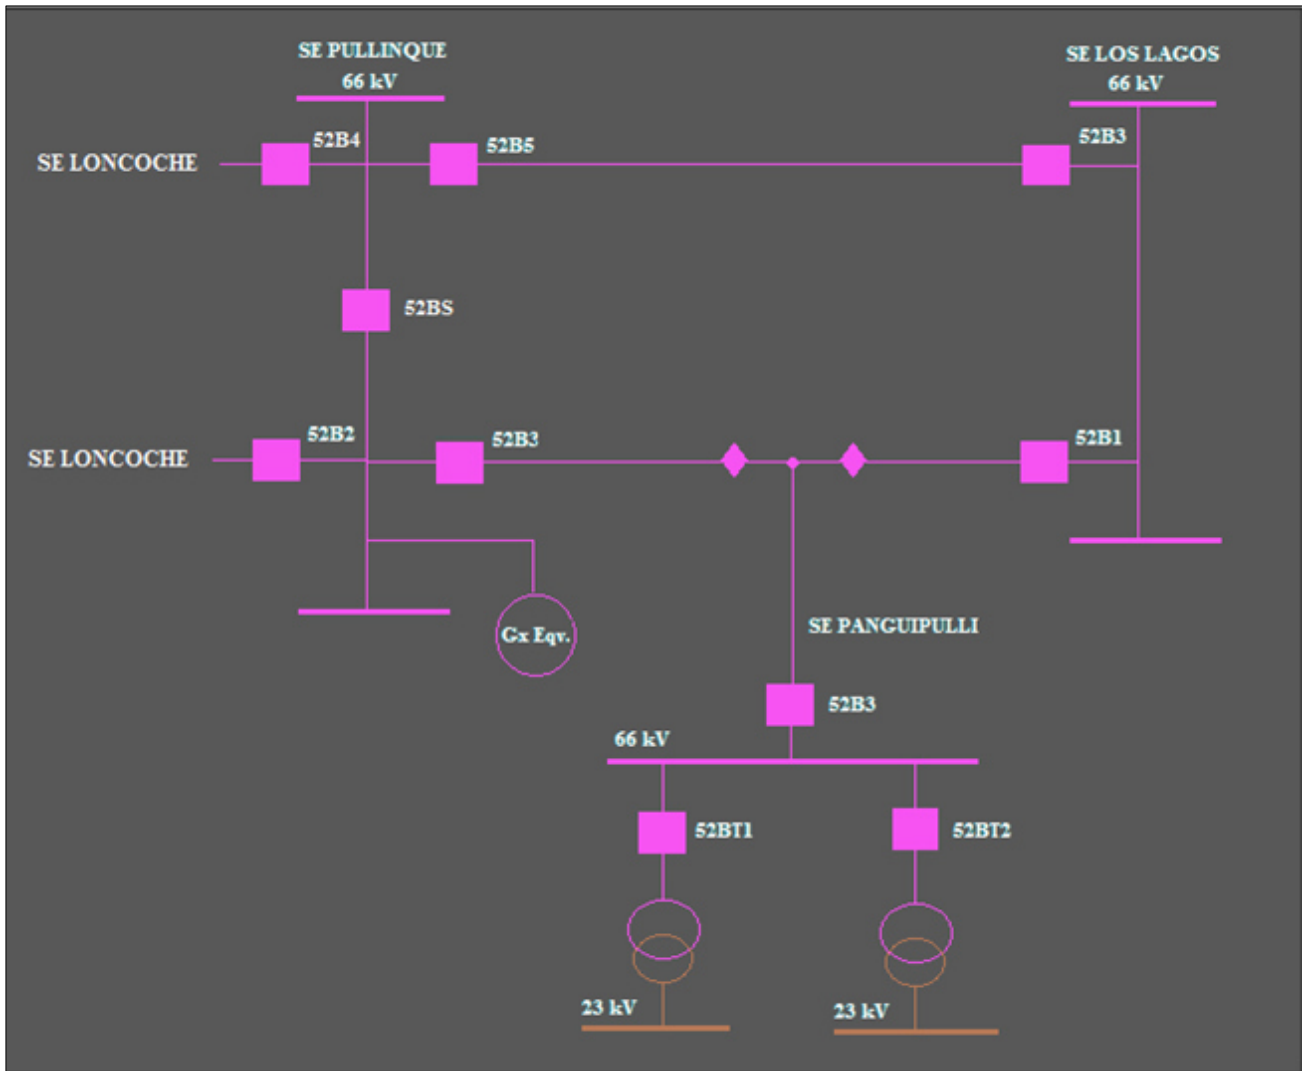 SE PULLINQUE
66 kV
SE LOS LAGOS
66 kV
52B4
52B5
52B3
SE LONCOCHE
52BS
52B2
52B3
52B1
SE LONCOCHE
Gx Eqv.
SE PANGUIPULLI
52B3
66 kV
52BT1
52BT2
23 kV
23 kV